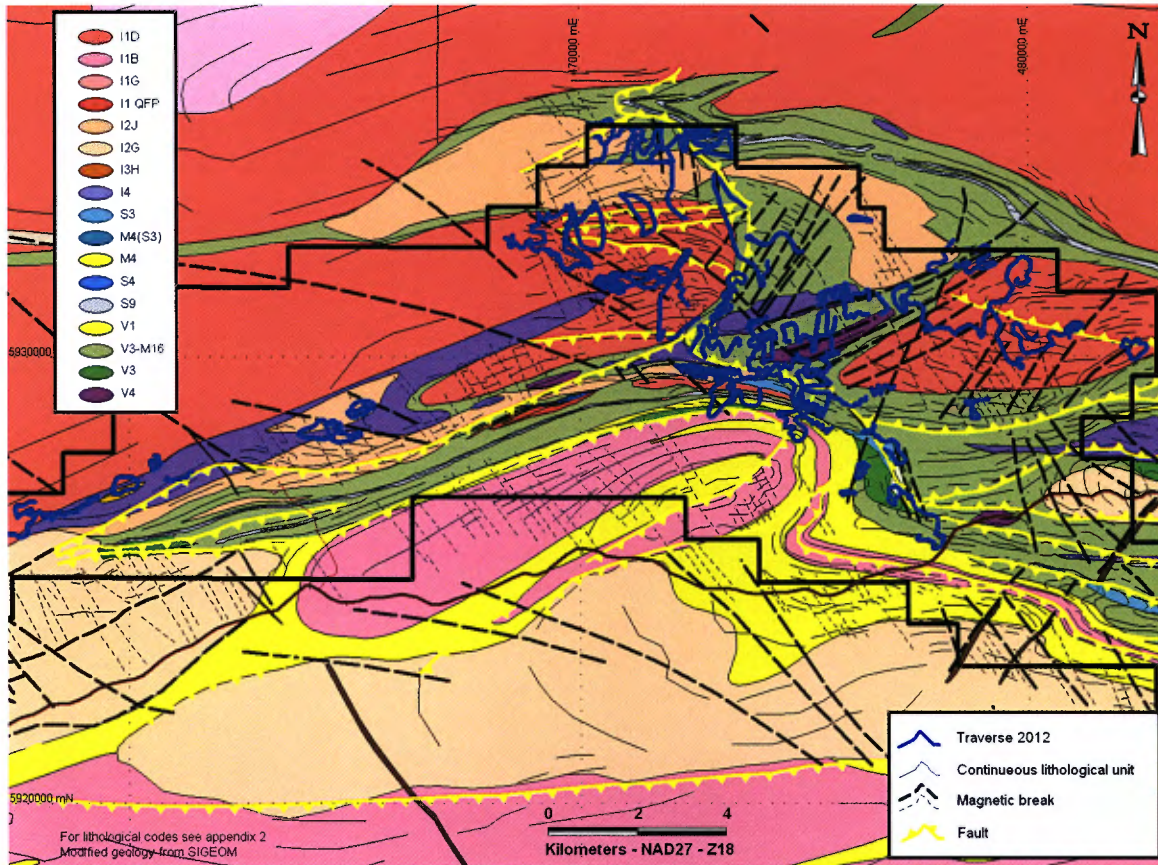 I1D
I1B
I1G
I1 QFP
I2J
I2G
I3H
I4
S3
M4(S3)
M4
S4
S9
V1
V3-M16
V3
V4
470000 mE
480000 mE
N
5930000
5920000 mN
For lithological codes see appendix 2
Modified geology from SIGEOM
0 2 4
Kilometers - NAD27 - Z18
Traverse 2012
Continueous lithological unit
Magnetic break
Fault